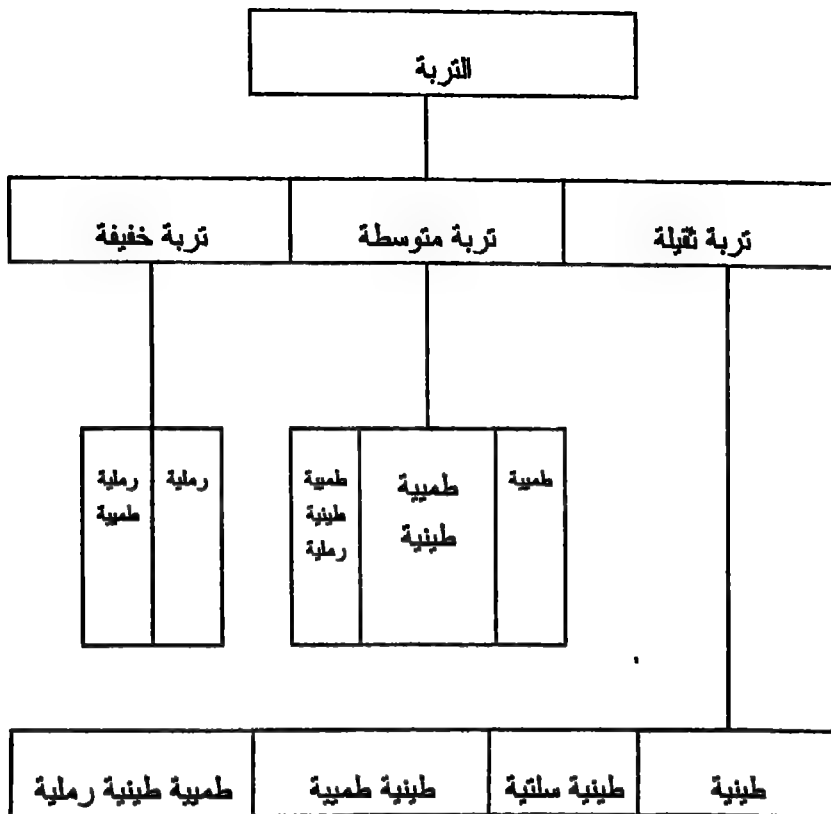 التربة
تربة ثقيلة
تربة متوسطة
تربة خفيفة
طميية
طميية
طينية
طميية
طينية
رملية
رملية
رملية
طميية
طينية
طينية سلتية
طينية طميية
طميية طينية رملية